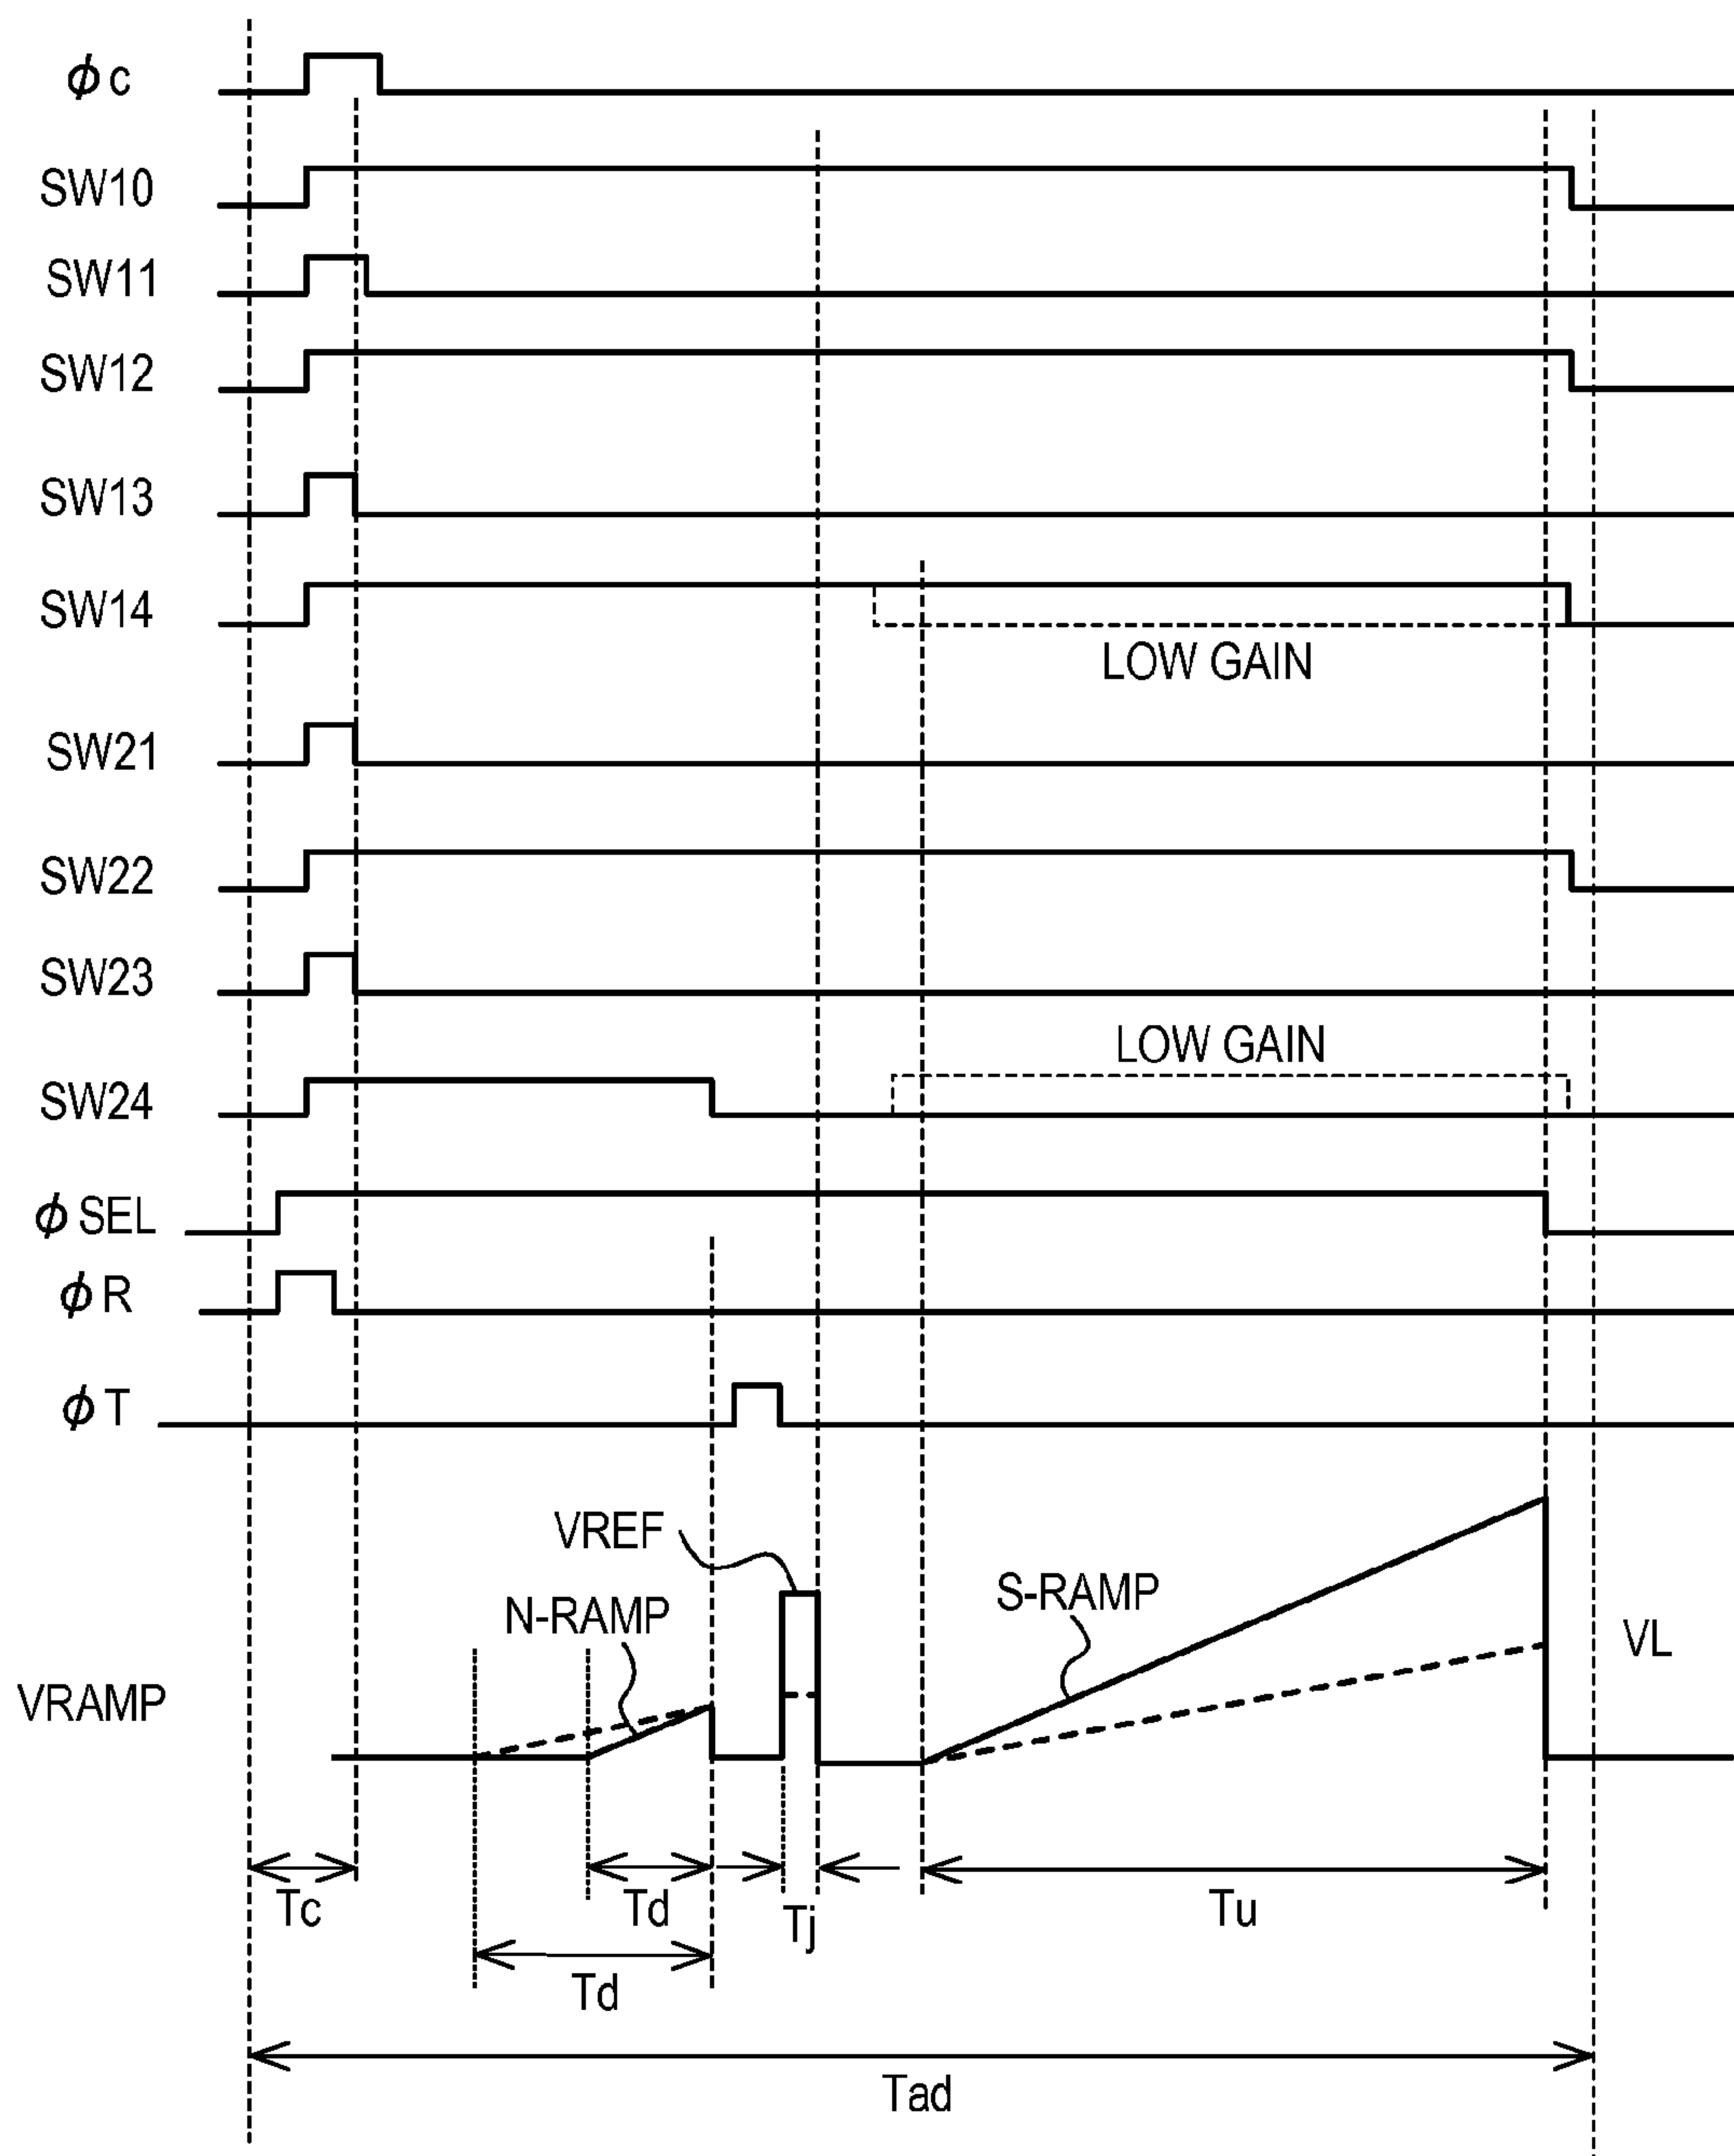 ϕc
SW10
SW11
SW12
SW13
SW14
LOW GAIN
SW21
SW22
SW23
LOW GAIN
SW24
ϕSEL
ϕR
ϕT
VREF
N-RAMP
S-RAMP
VL
VRAMP
Tc
Td
Tj
Tu
Td
Tad